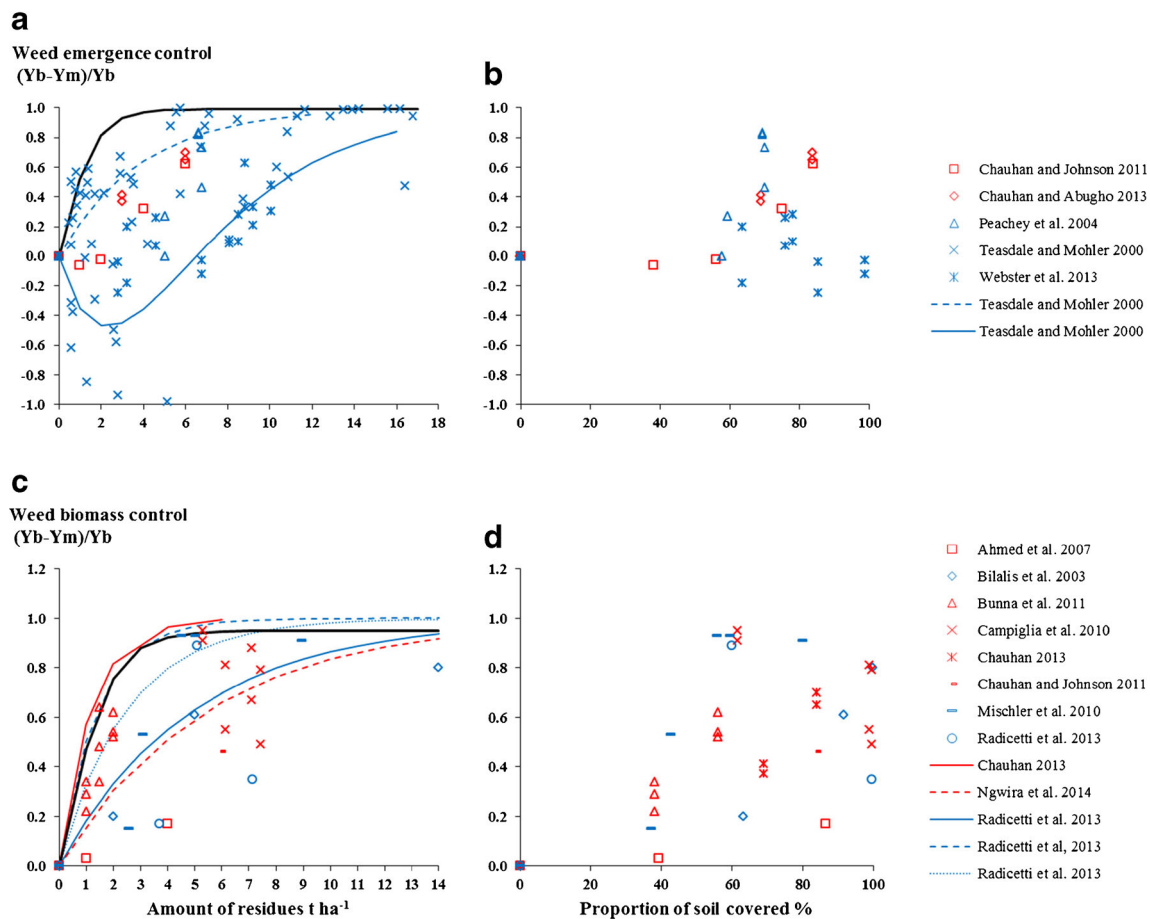 a
Weed emergence control
(Yb-Ym)/Yb
1.0
0.8
0.6
0.4
0.2
0.0
-0.2
-0.4
-0.6
-0.8
-1.0
0 2 4 6 8 10 12 14 16 18
b
1.0
0.8
0.6
0.4
0.2
0.0
-0.2
-0.4
-0.6
-0.8
-1.0
0 20 40 60 80 100
Chauhan and Johnson 2011
Chauhan and Abugho 2013
Peachey et al. 2004
Teasdale and Mohler 2000
Webster et al. 2013
Teasdale and Mohler 2000
Teasdale and Mohler 2000
c
Weed biomass control
(Yb-Ym)/Yb
1.2
1.0
0.8
0.6
0.4
0.2
0.0
0 1 2 3 4 5 6 7 8 9 10 11 12 13 14
Amount of residues t ha⁻¹
d
1.2
1.0
0.8
0.6
0.4
0.2
0.0
0 20 40 60 80 100
Proportion of soil covered %
Ahmed et al. 2007
Bilalis et al. 2003
Bunna et al. 2011
Campiglia et al. 2010
Chauhan 2013
Chauhan and Johnson 2011
Mischler et al. 2010
Radicetti et al. 2013
Chauhan 2013
Ngwira et al. 2014
Radicetti et al. 2013
Radicetti et al, 2013
Radicetti et al. 2013